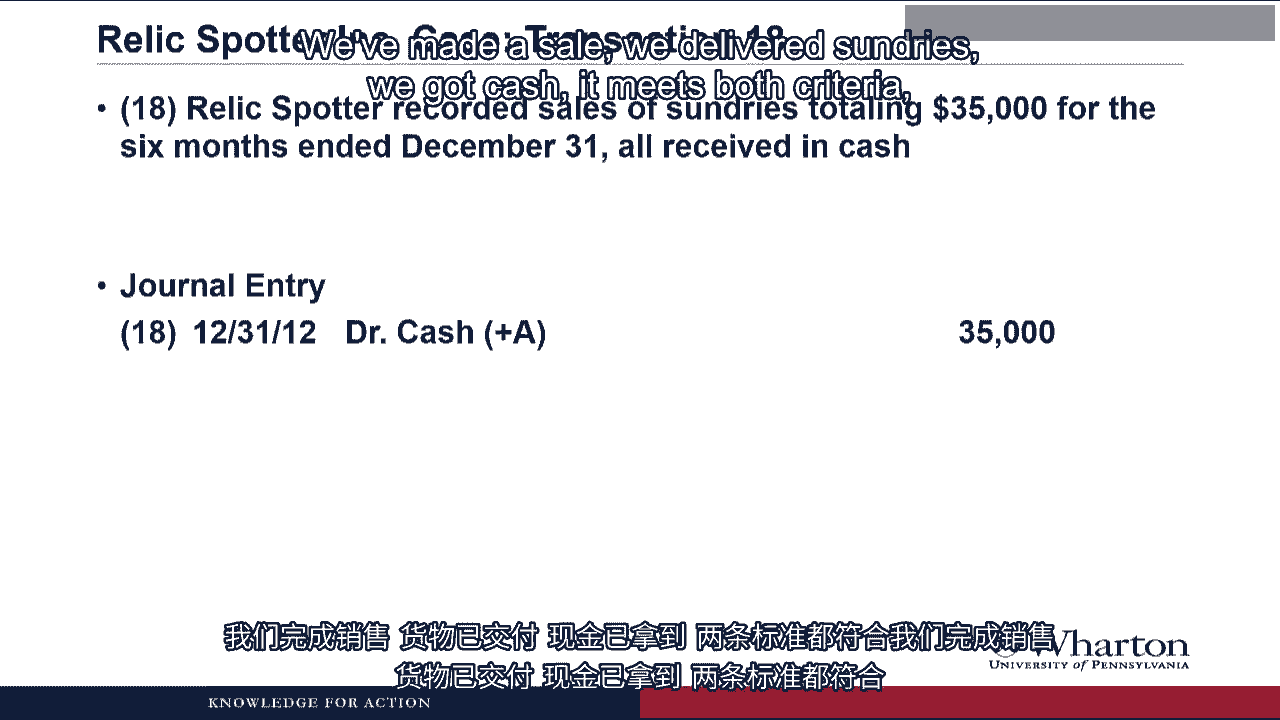 Relic Spotter Inc. Case: Transaction 18
We've made a sale, we delivered sundries,
we got cash, it meets both criteria,
• (18) Relic Spotter recorded sales of sundries totaling $35,000 for the
six months ended December 31, all received in cash
• Journal Entry
(18) 12/31/12 Dr. Cash (+A) 35,000
我们完成销售 货物已交付 现金已拿到 两条标准都符合我们完成销售
货物已交付 现金已拿到 两条标准都符合
Wharton
UNIVERSITY of PENNSYLVANIA
KNOWLEDGE FOR ACTION